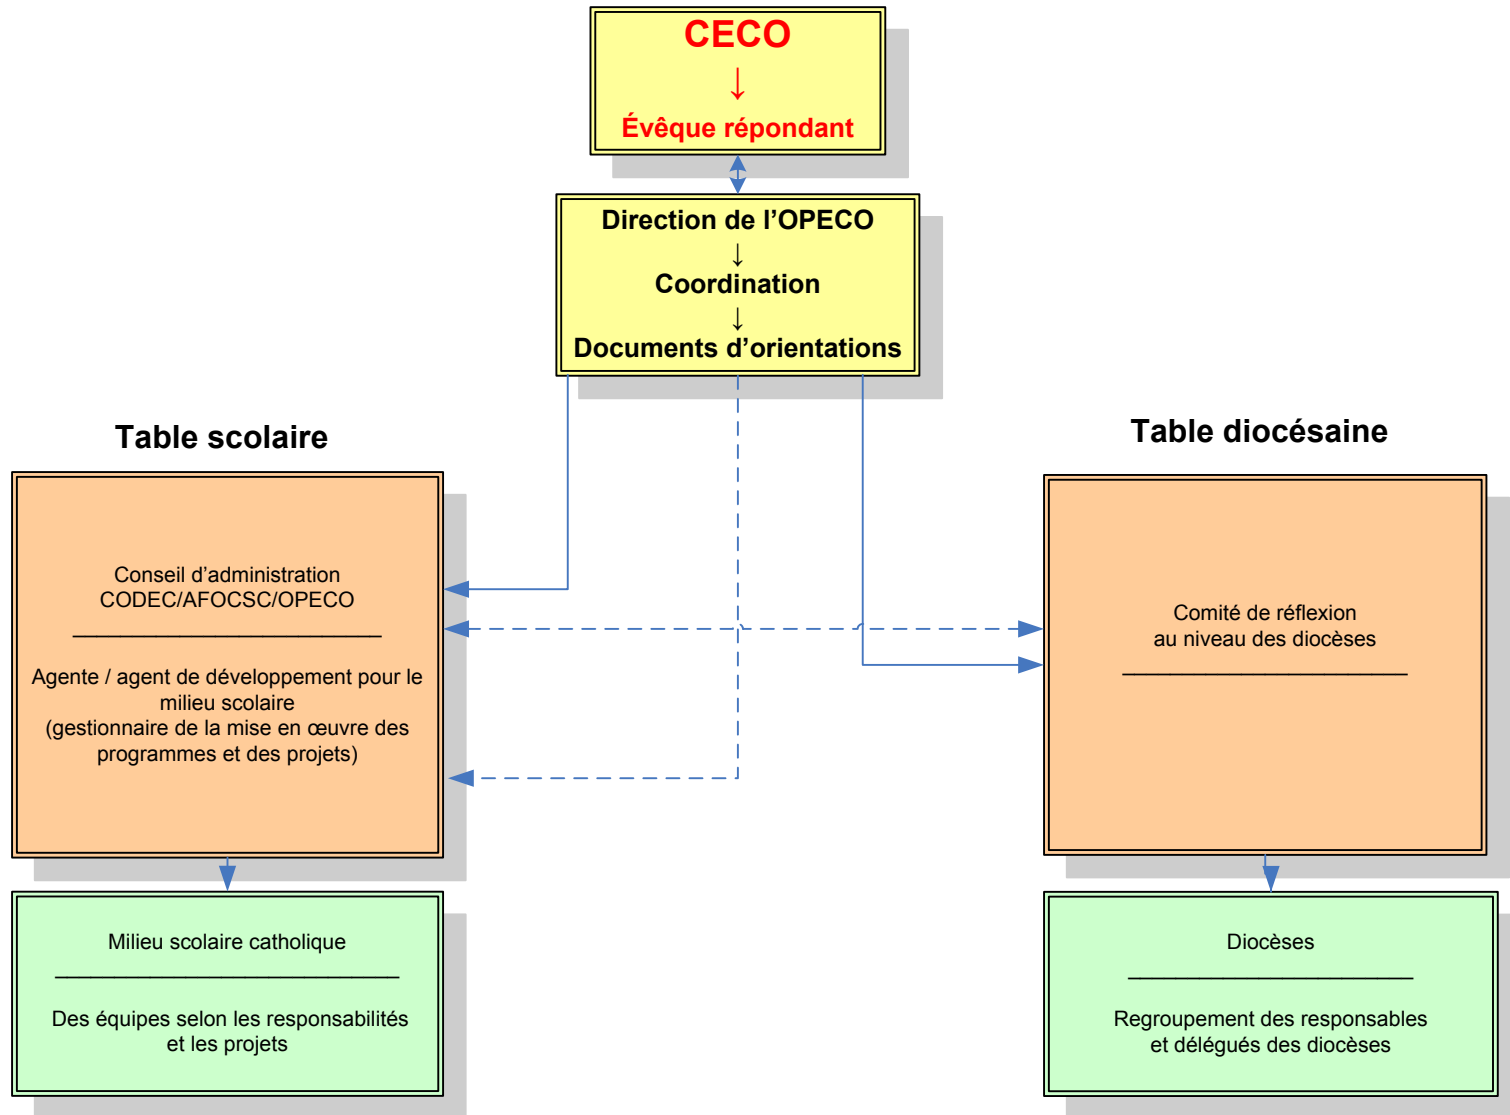 CECO
↓
Évêque répondant
Direction de l’OPECO
↓
Coordination
↓
Documents d’orientations
Table scolaire
Conseil d’administration
CODEC/AFOCSC/OPECO
Agente / agent de développement pour le
milieu scolaire
(gestionnaire de la mise en œuvre des
programmes et des projets)
Milieu scolaire catholique
Des équipes selon les responsabilités
et les projets
Table diocésaine
Comité de réflexion
au niveau des diocèses
Diocèses
Regroupement des responsables
et délégués des diocèses